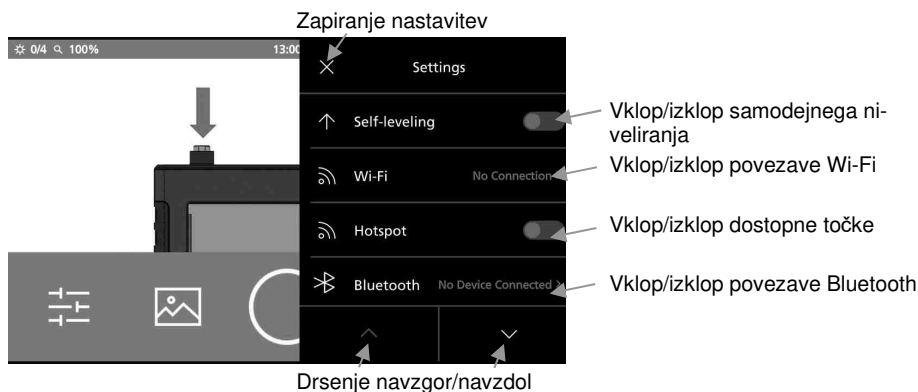 Zapiranje nastavitev
0/4 100%
13:00
Settings
Self-leveling
Vklop/izklop samodejnega ni-
veliranja
Wi-Fi No Connection
Vklop/izklop povezave Wi-Fi
Hotspot
Vklop/izklop dostopne točke
Bluetooth No Device Connected
Vklop/izklop povezave Bluetooth
Drsenje navzgor/navzdol